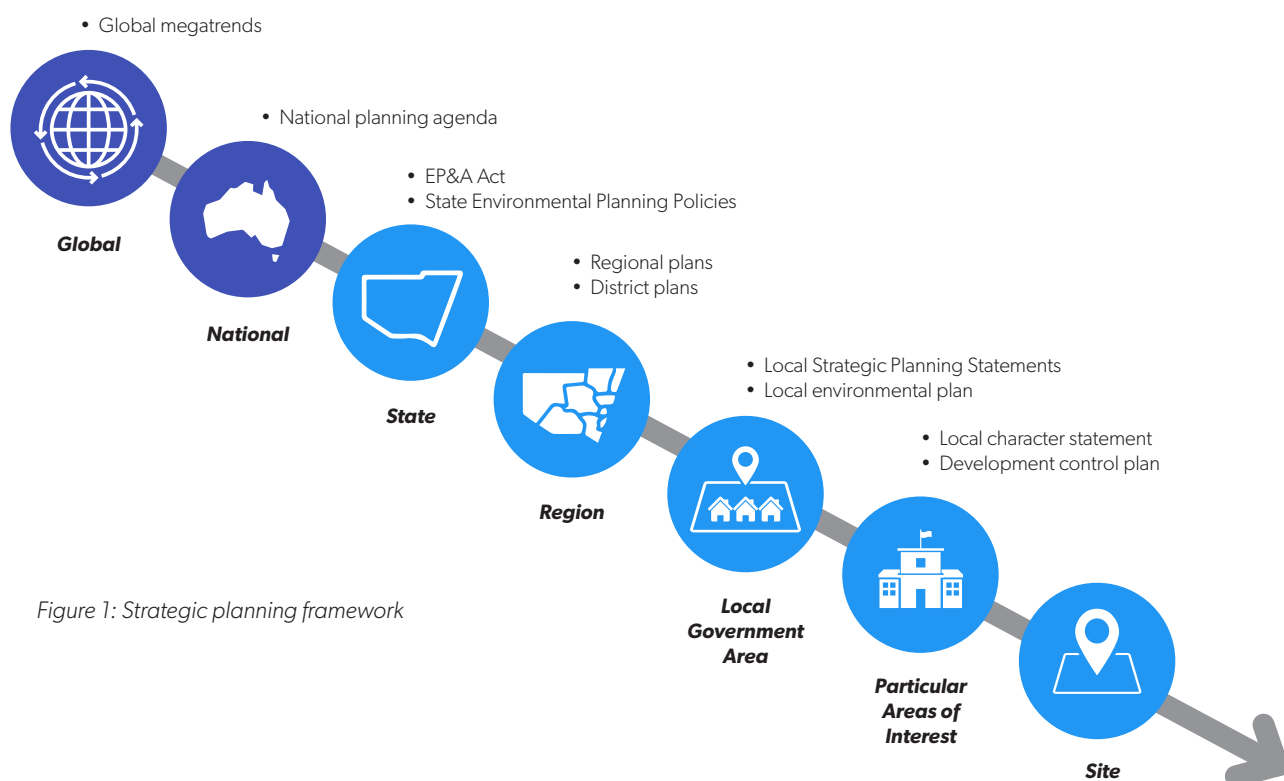 • Global megatrends
Global
• National planning agenda
National
• EP&A Act
• State Environmental Planning Policies
State
• Regional plans
• District plans
Region
• Local Strategic Planning Statements
• Local environmental plan
Local
Government
Area
• Local character statement
• Development control plan
Particular
Areas of
Interest
Site
Figure 1: Strategic planning framework